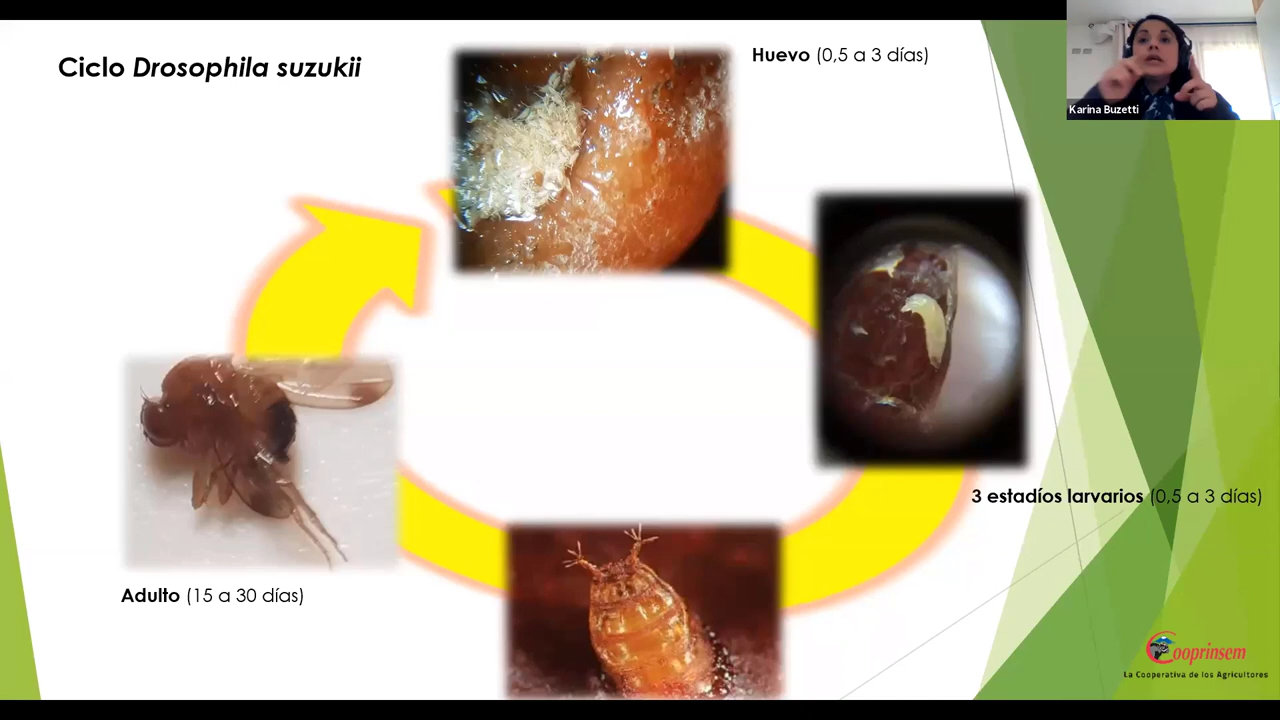 Ciclo Drosophila suzukii
Huevo (0,5 a 3 días)
Karina Buzetti
3 estadíos larvarios (0,5 a 3 días)
Adulto (15 a 30 días)
Cooprinsem
La Cooperativa de los Agricultores